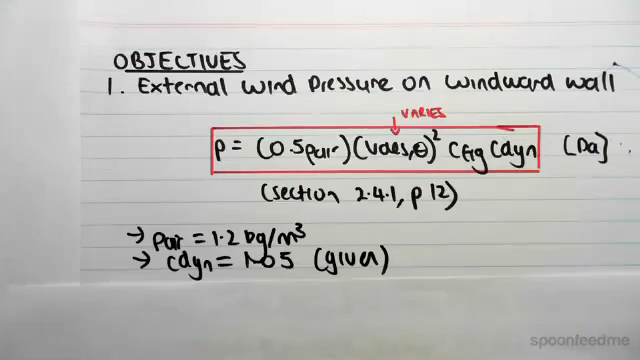 OBJECTIVES
1. External wind Pressure on windward wall
VARIES
p = (0.5ρair)(Vdes,θ)² Cfig Cdyn [Pa]
(section 2.4.1, p 12)
→ ρair = 1.2 kg/m³
→ Cdyn = 1.05 (given)
spoonfeedme